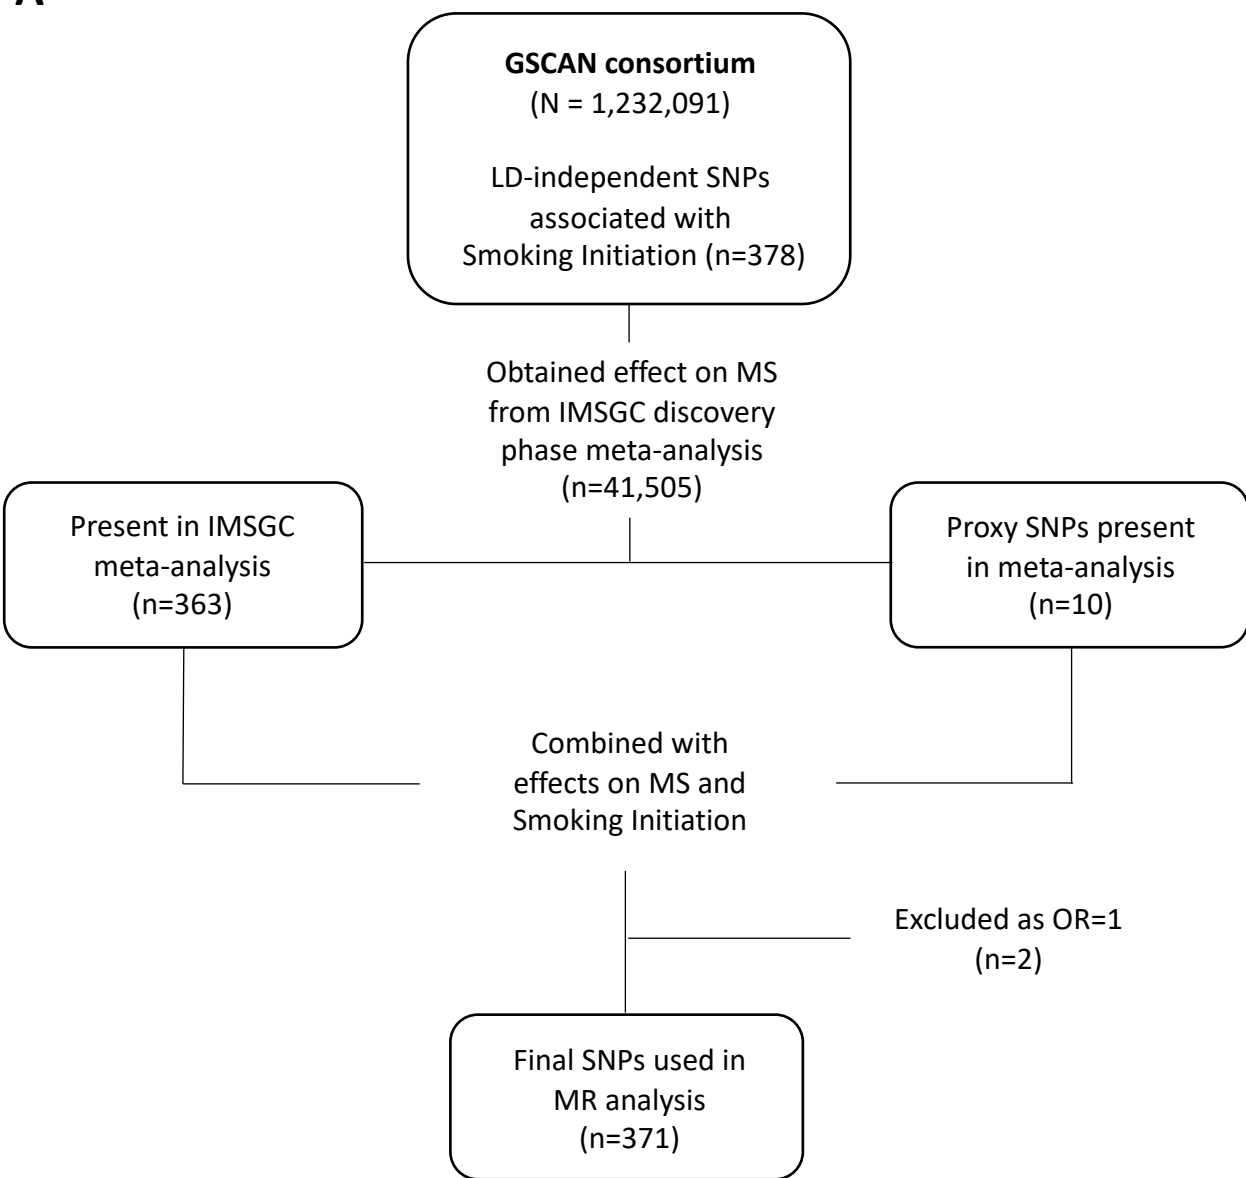 A
GSCAN consortium
(N = 1,232,091)
LD-independent SNPs
associated with
Smoking Initiation (n=378)
Obtained effect on MS
from IMSGC discovery
phase meta-analysis
(n=41,505)
Present in IMSGC
meta-analysis
(n=363)
Proxy SNPs present
in meta-analysis
(n=10)
Combined with
effects on MS and
Smoking Initiation
Excluded as OR=1
(n=2)
Final SNPs used in
MR analysis
(n=371)